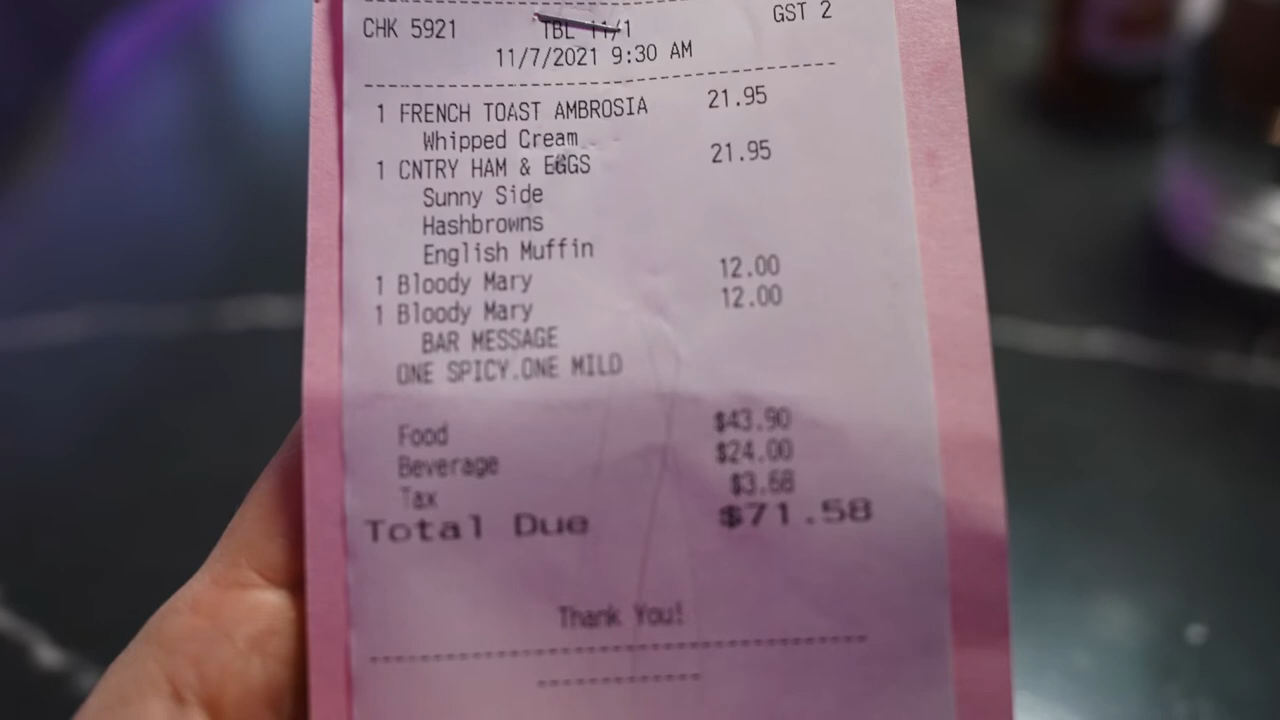 CHK 5921 TBL 11/1 GST 2
11/7/2021 9:30 AM
1 FRENCH TOAST AMBROSIA 21.95
Whipped Cream
1 CNTRY HAM & EGGS 21.95
Sunny Side
Hashbrowns
English Muffin
1 Bloody Mary 12.00
1 Bloody Mary 12.00
BAR MESSAGE
ONE SPICY.ONE MILD
Food $43.90
Beverage $24.00
Tax $3.68
Total Due $71.58
Thank You!